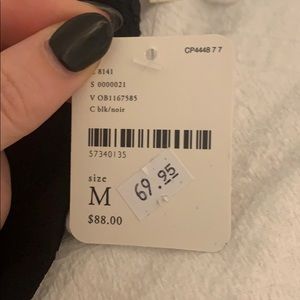 CP4448 7 7
8141
S 0000021
V OB1167585
C blk/noir
57340135
size
M
69.95
$88.00